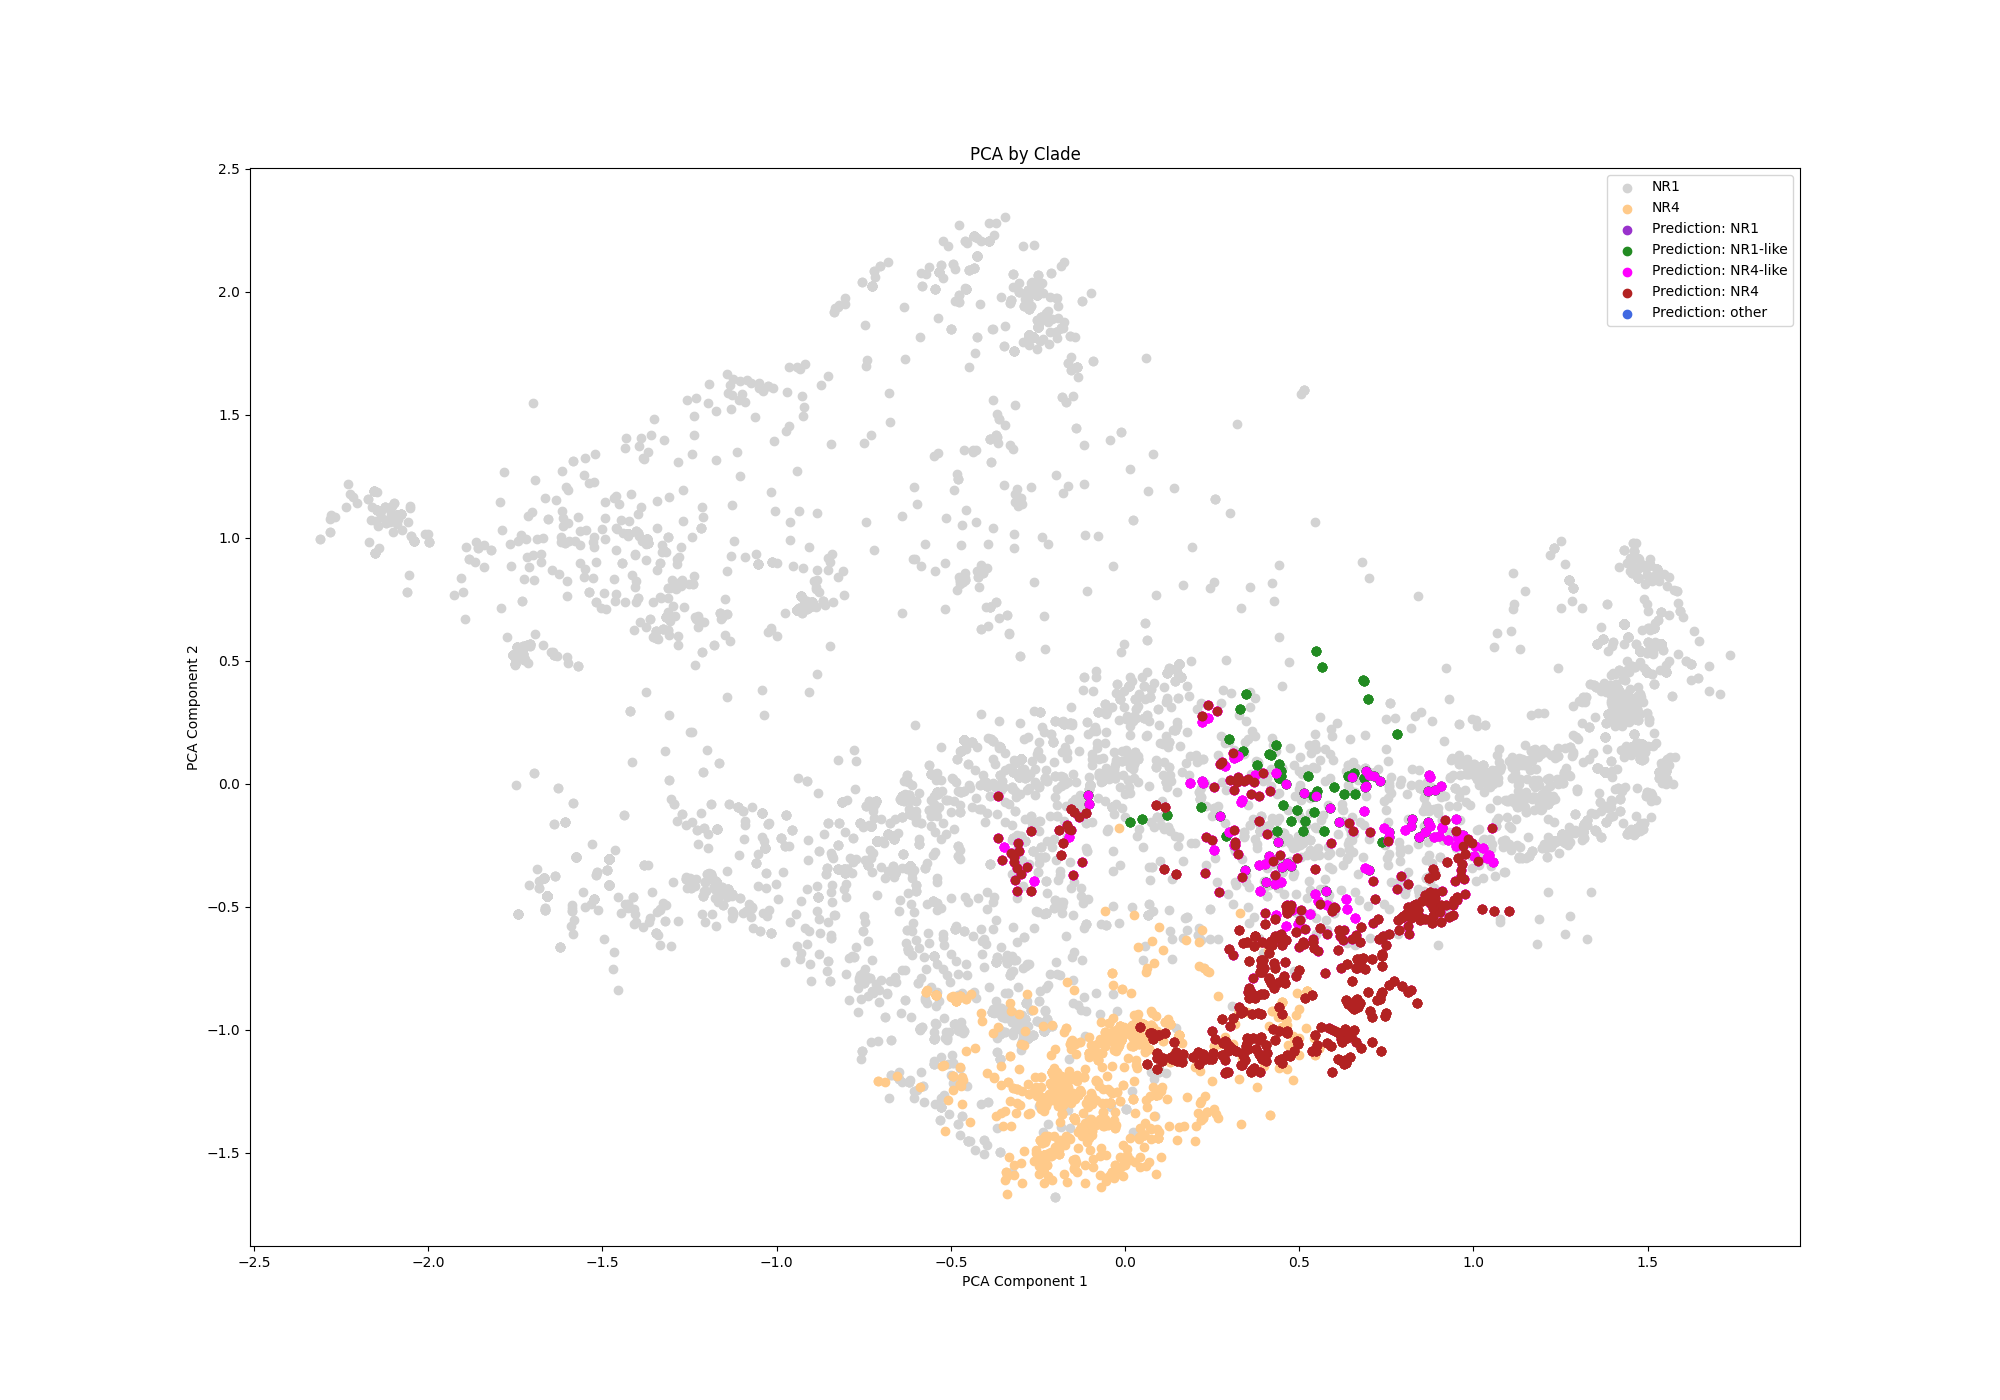 PCA by Clade
2.5
2.0
1.5
1.0
0.5
0.0
−0.5
−1.0
−1.5
PCA Component 2
NR1
NR4
Prediction: NR1
Prediction: NR1-like
Prediction: NR4-like
Prediction: NR4
Prediction: other
−2.5 −2.0 −1.5 −1.0 −0.5 0.0 0.5 1.0 1.5
PCA Component 1